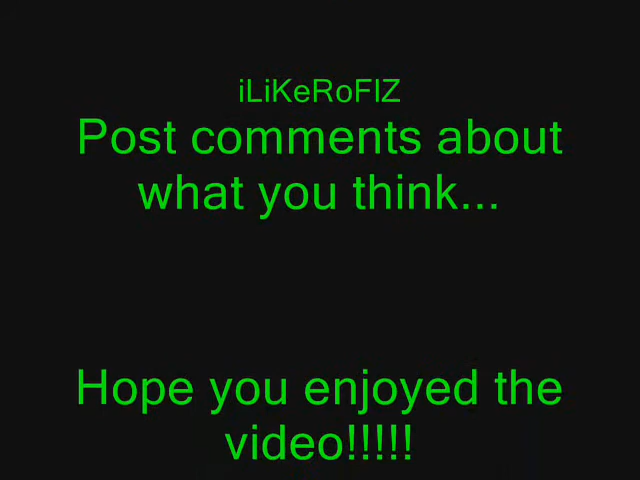 iLiKeRoFlZ
Post comments about
what you think...
Hope you enjoyed the
video!!!!!